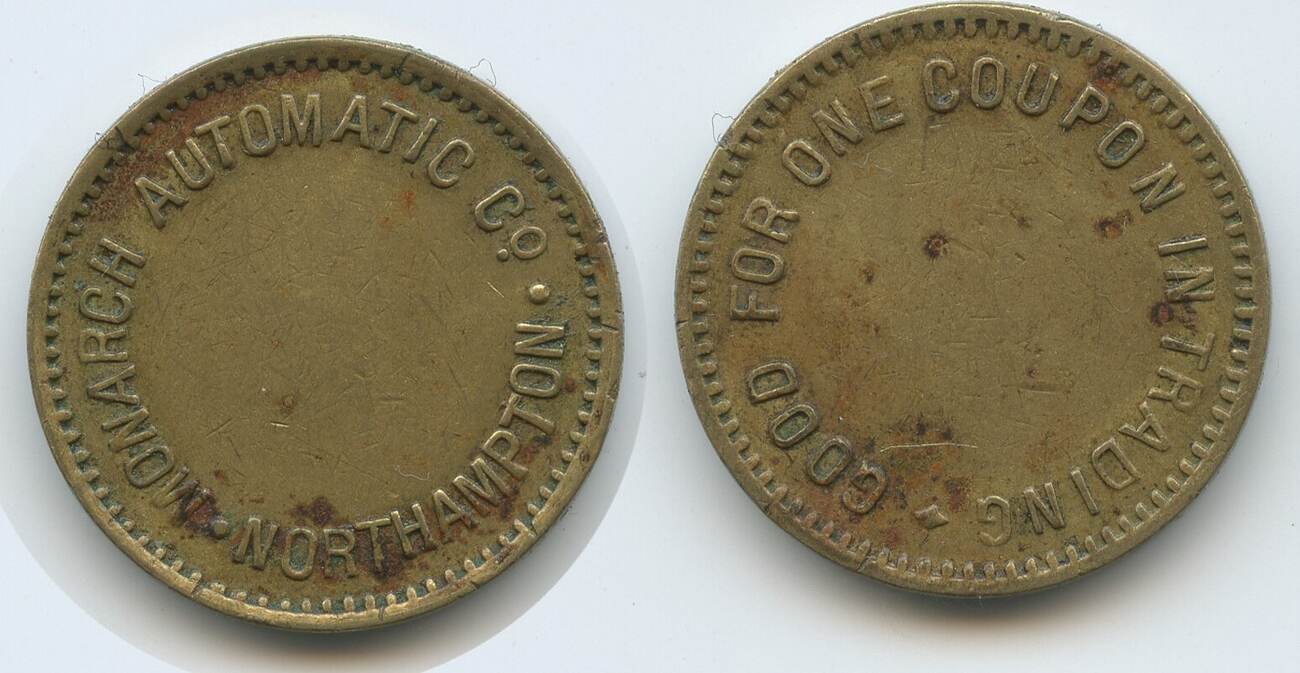 MONARCH AUTOMATIC Co.
· NORTHAMPTON ·
GOOD FOR ONE COUPON IN TRADING